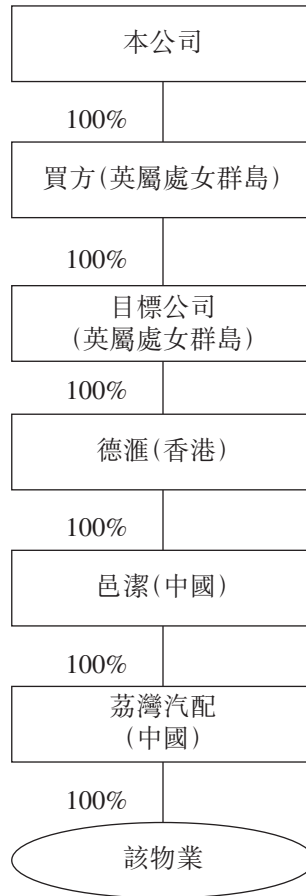 本公司
100%
買方(英屬處女群島)
100%
目標公司
(英屬處女群島)
100%
德滙(香港)
100%
邑潔(中國)
100%
荔灣汽配
(中國)
100%
該物業